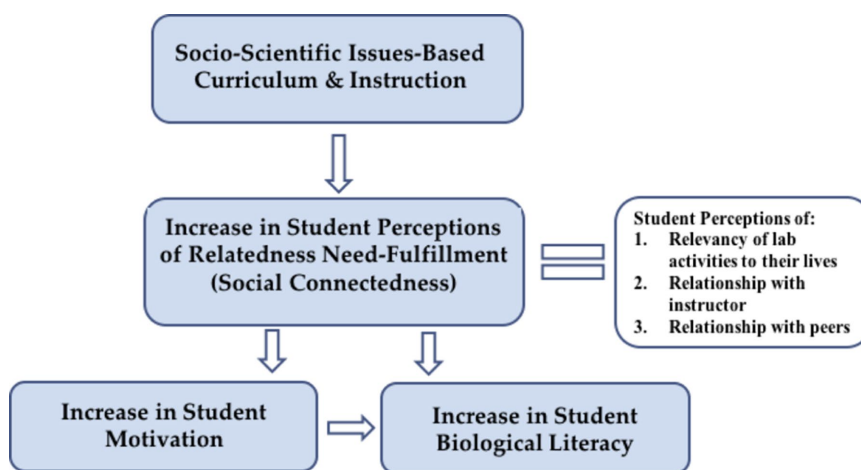 Socio-Scientific Issues-Based
Curriculum & Instruction
Increase in Student Perceptions
of Relatedness Need-Fulfillment
(Social Connectedness)
Student Perceptions of:
1. Relevancy of lab
activities to their lives
2. Relationship with
instructor
3. Relationship with peers
Increase in Student
Motivation
Increase in Student
Biological Literacy